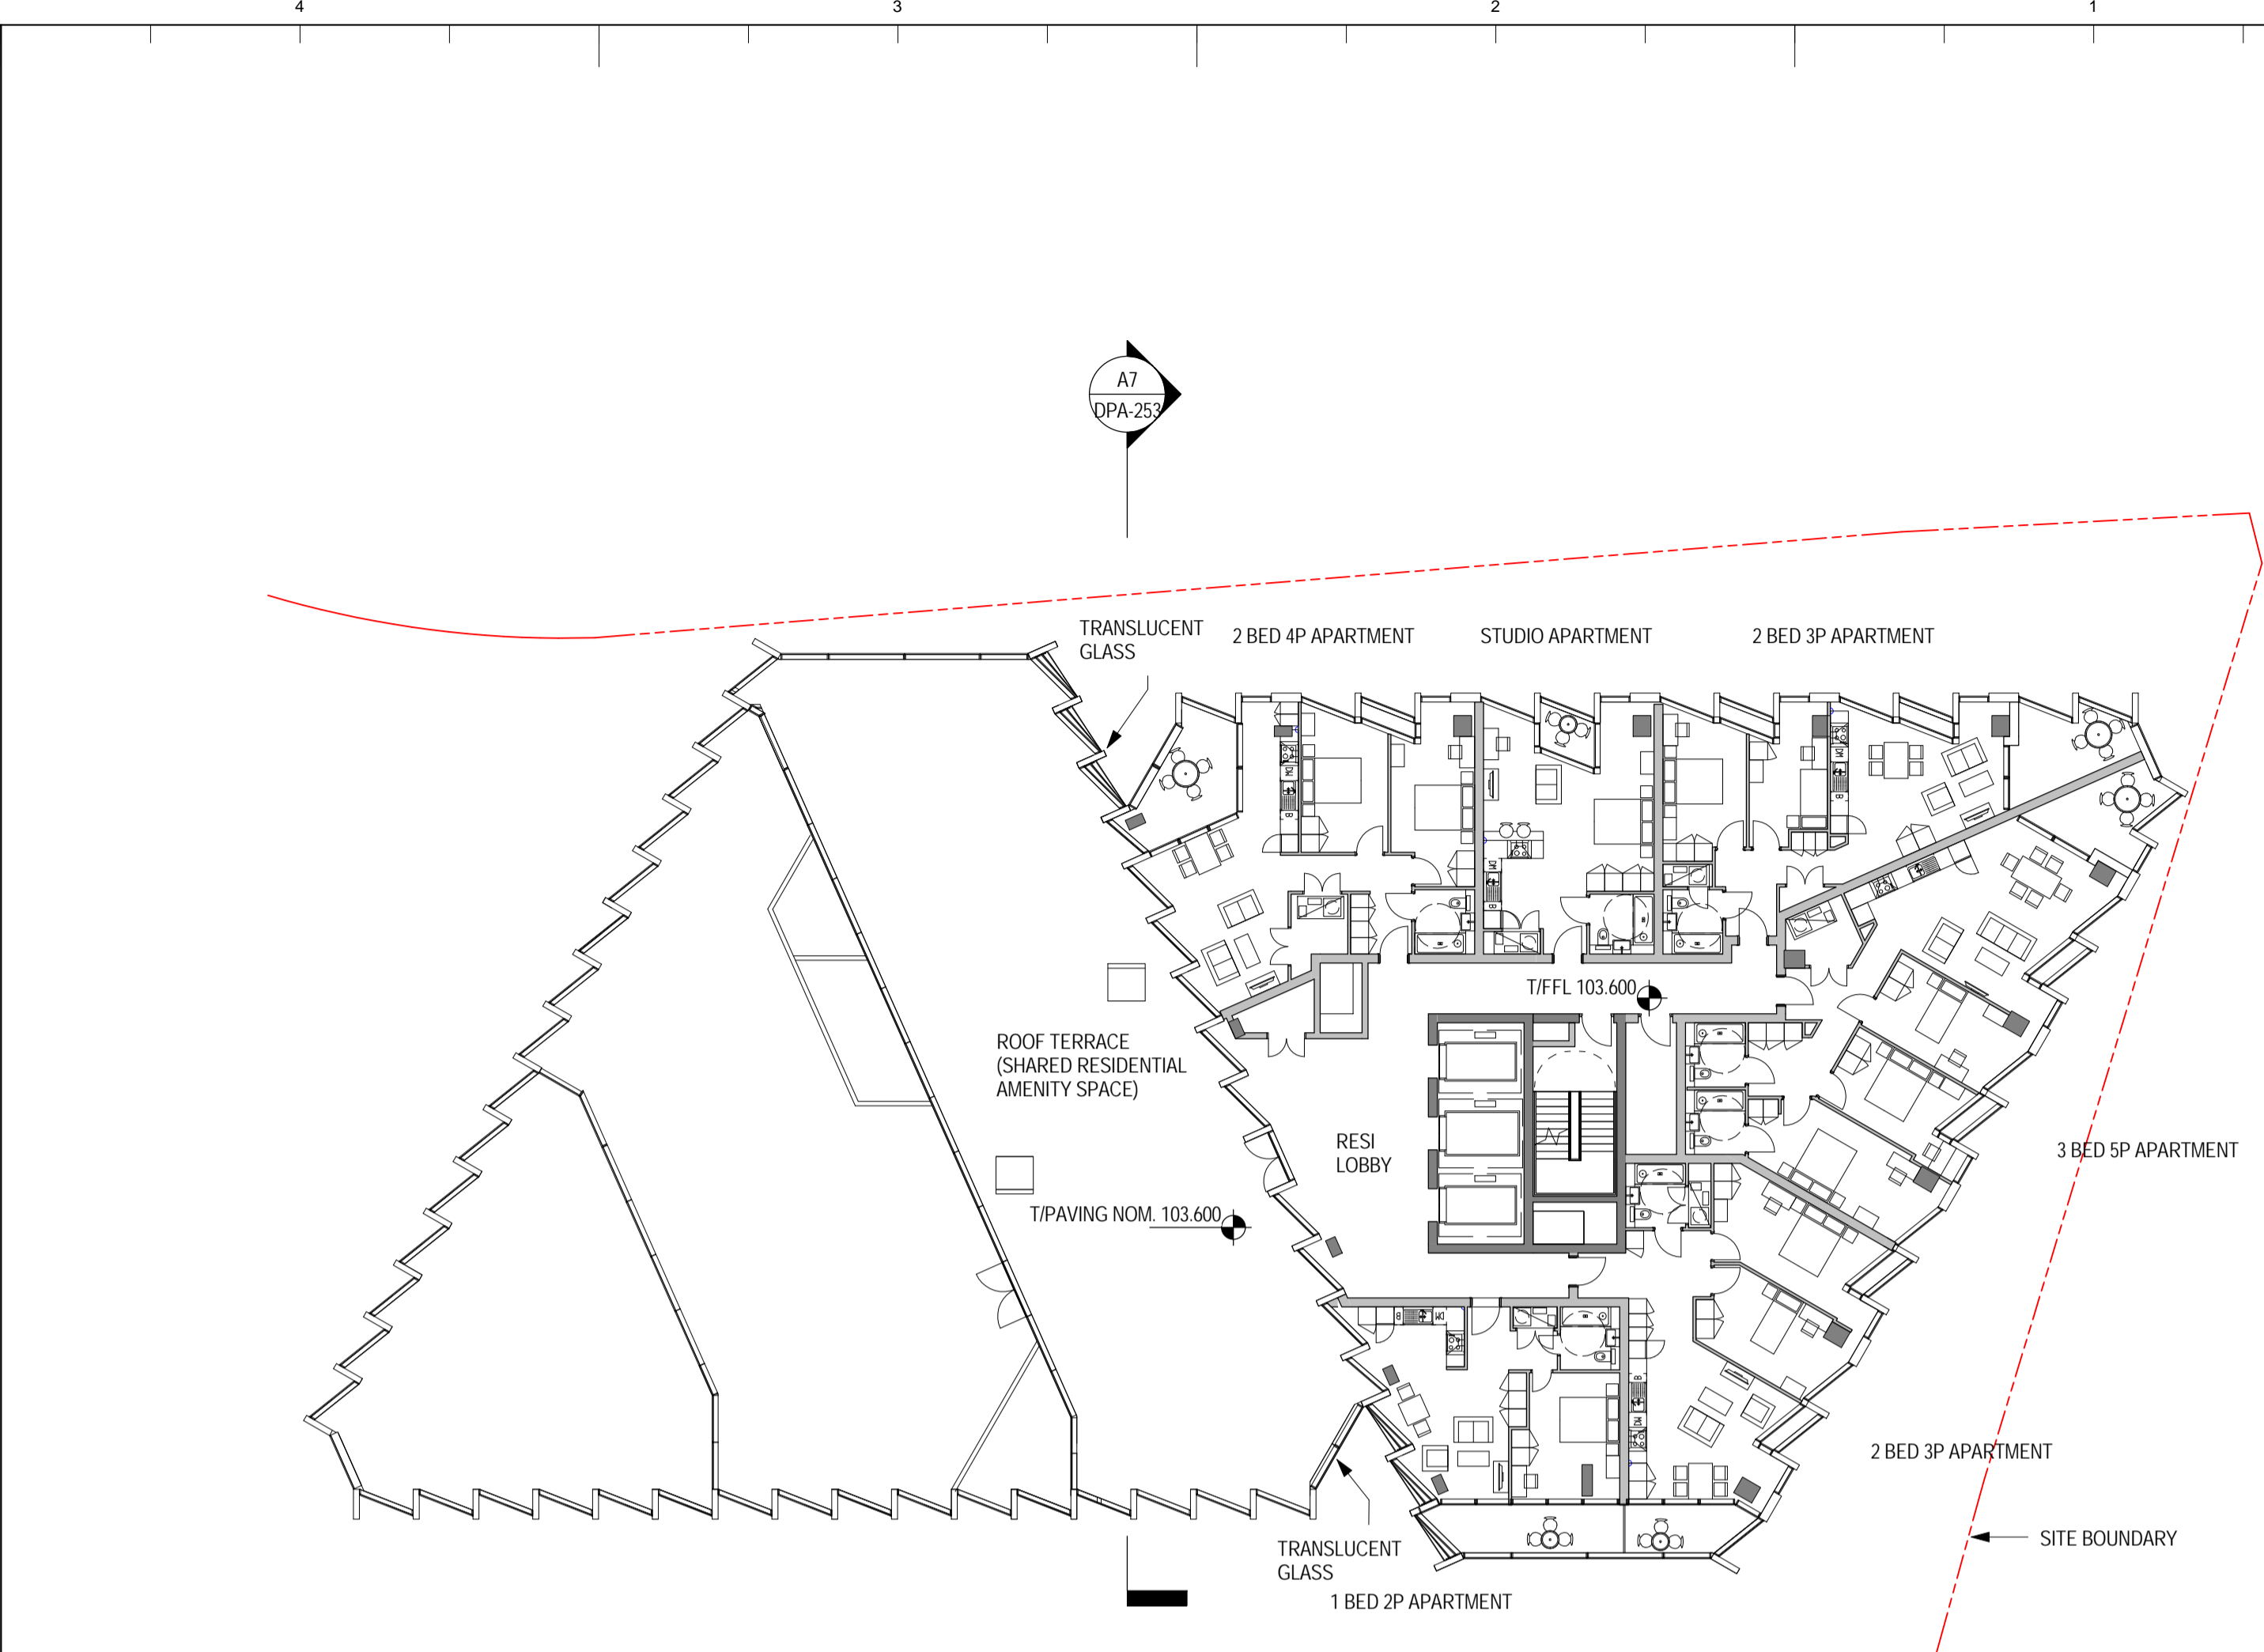 4
3
2
1
A7
DPA-253
TRANSLUCENT
GLASS
2 BED 4P APARTMENT
STUDIO APARTMENT
2 BED 3P APARTMENT
T/FFL 103.600
ROOF TERRACE
(SHARED RESIDENTIAL
AMENITY SPACE)
RESI
LOBBY
3 BED 5P APARTMENT
T/PAVING NOM. 103.600
2 BED 3P APARTMENT
SITE BOUNDARY
TRANSLUCENT
GLASS
1 BED 2P APARTMENT